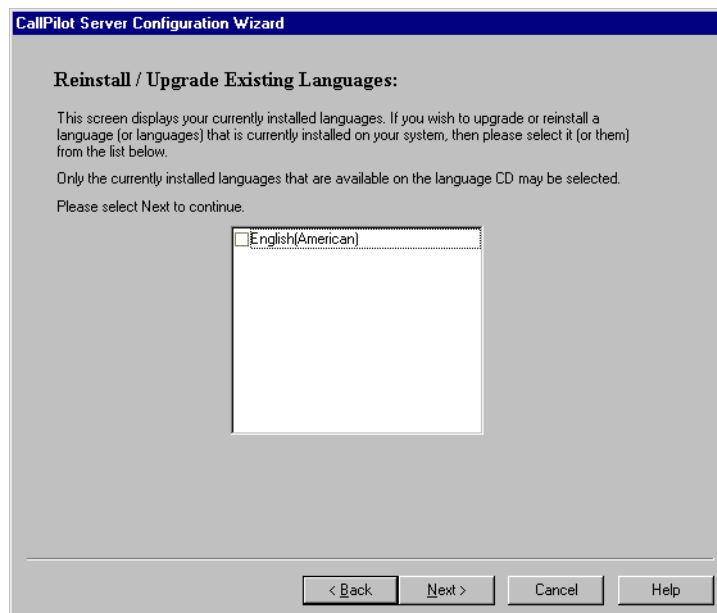 CallPilot Server Configuration Wizard
Reinstall / Upgrade Existing Languages:
This screen displays your currently installed languages. If you wish to upgrade or reinstall a
language (or languages) that is currently installed on your system, then please select it (or them)
from the list below.
Only the currently installed languages that are available on the language CD may be selected.
Please select Next to continue.
English(American)
< Back
Next >
Cancel
Help